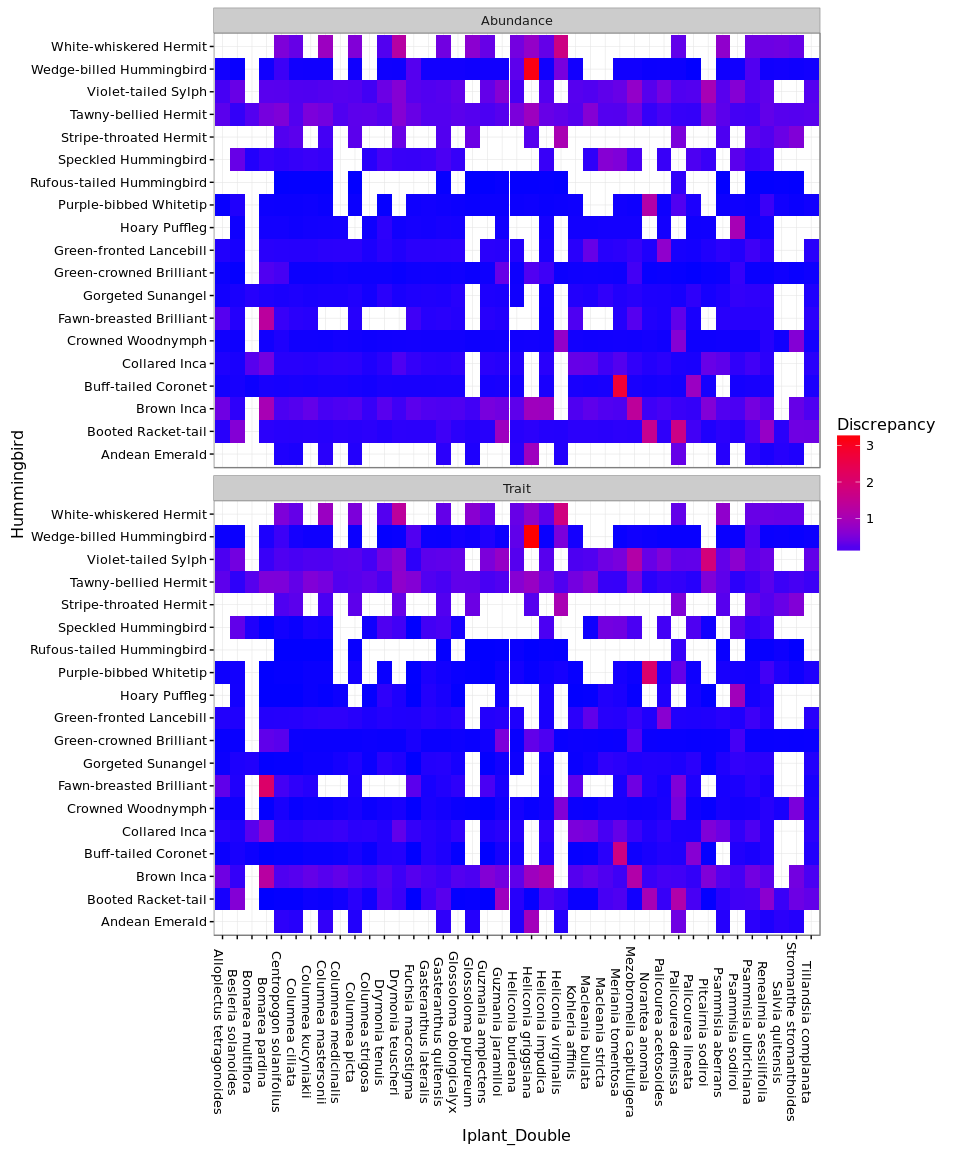 Abundance
White-whiskered Hermit
Wedge-billed Hummingbird
Violet-tailed Sylph
Tawny-bellied Hermit
Stripe-throated Hermit
Speckled Hummingbird
Rufous-tailed Hummingbird
Purple-bibbed Whitetip
Hoary Puffleg
Green-fronted Lancebill
Green-crowned Brilliant
Gorgeted Sunangel
Fawn-breasted Brilliant
Crowned Woodnymph
Collared Inca
Buff-tailed Coronet
Brown Inca
Booted Racket-tail
Andean Emerald
Hummingbird
Trait
White-whiskered Hermit
Wedge-billed Hummingbird
Violet-tailed Sylph
Tawny-bellied Hermit
Stripe-throated Hermit
Speckled Hummingbird
Rufous-tailed Hummingbird
Purple-bibbed Whitetip
Hoary Puffleg
Green-fronted Lancebill
Green-crowned Brilliant
Gorgeted Sunangel
Fawn-breasted Brilliant
Crowned Woodnymph
Collared Inca
Buff-tailed Coronet
Brown Inca
Booted Racket-tail
Andean Emerald
Discrepancy
3
2
1
Alloplectus tetragonoides
Besleria solanoides
Bomarea multiflora
Bomarea pardina
Centropogon solanifolius
Columnea ciliata
Columnea kucyniakii
Columnea mastersonii
Columnea medicinalis
Columnea picta
Columnea strigosa
Drymonia tenuis
Drymonia teuscheri
Fuchsia macrostigma
Gasteranthus lateralis
Gasteranthus quitensis
Glossoloma oblongicalyx
Glossoloma purpureum
Guzmania amplectens
Guzmania jaramilloi
Heliconia burleana
Heliconia griggsiana
Heliconia impudica
Heliconia virginalis
Kohleria affinis
Macleania bullata
Macleania stricta
Meriania tomentosa
Mezobromelia capituligera
Norantea anomala
Palicourea acetosoides
Palicourea demissa
Palicourea lineata
Pitcairnia sodiroi
Psammisia aberrans
Psammisia sodiroi
Psammisia ulbrichiana
Renealmia sessilifolia
Salvia quitensis
Stromanthe stromanthoides
Tillandsia complanata
Iplant_Double